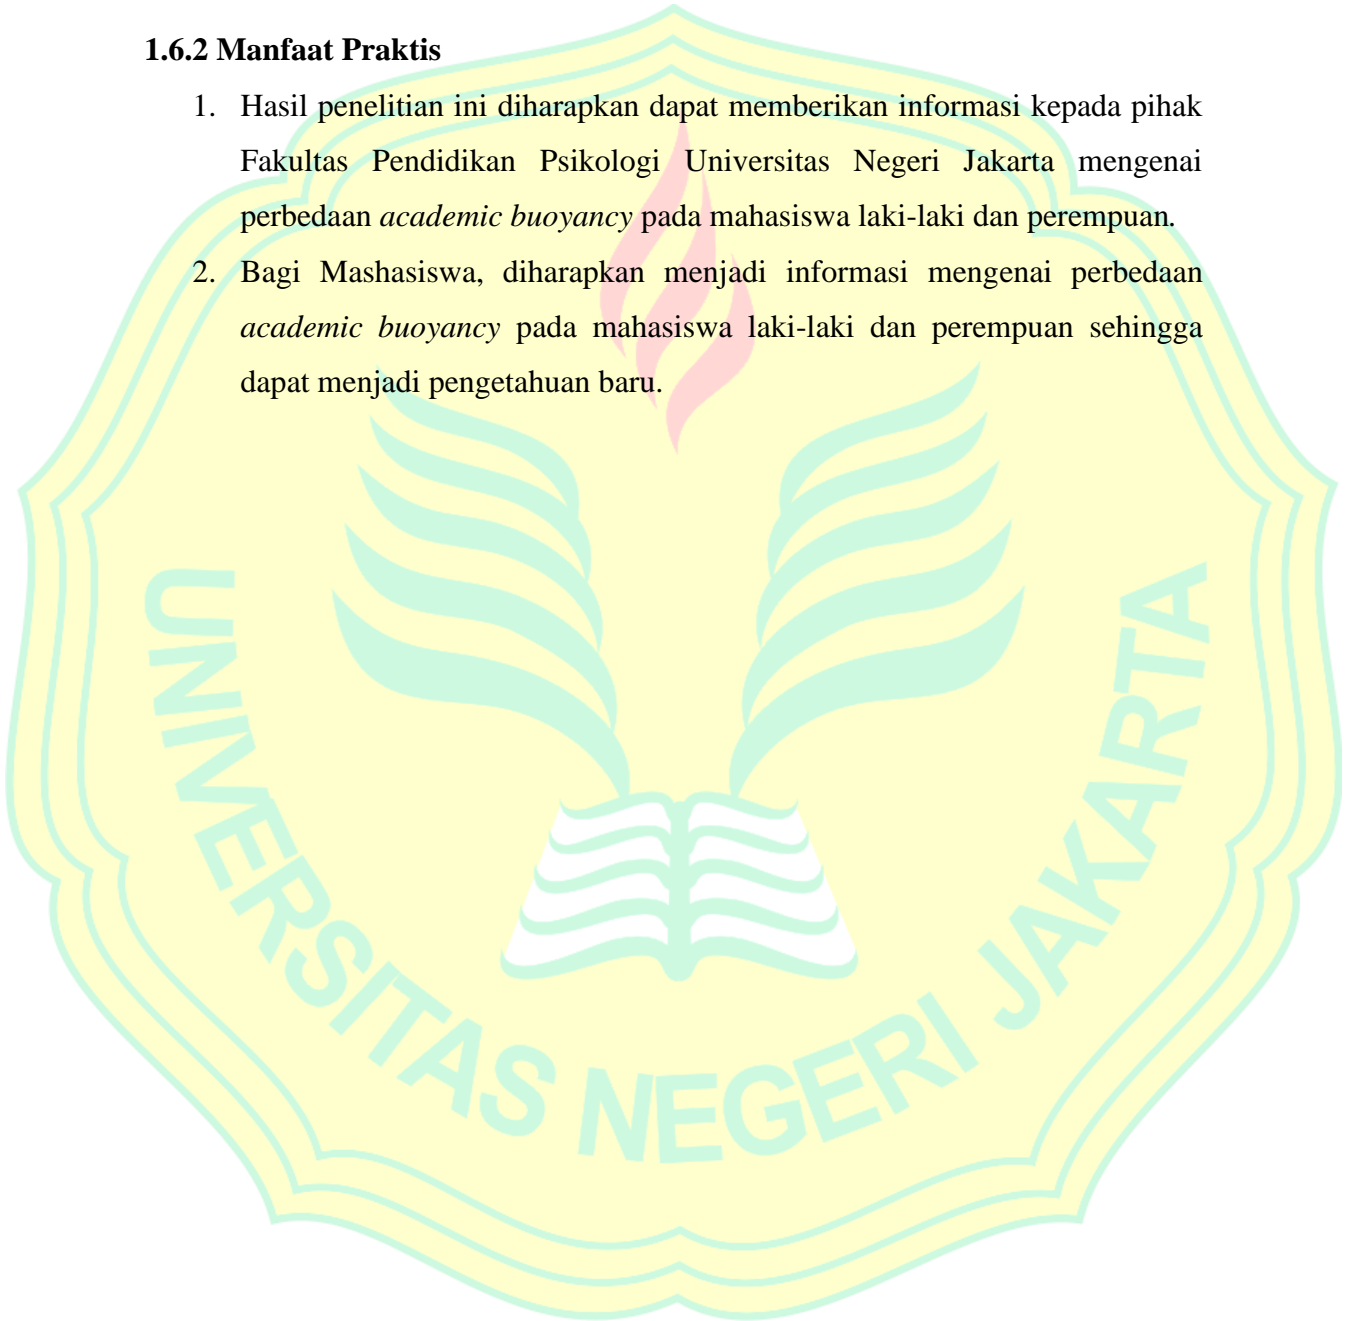 1.6.2 Manfaat Praktis
1. Hasil penelitian ini diharapkan dapat memberikan informasi kepada pihak
Fakultas Pendidikan Psikologi Universitas Negeri Jakarta mengenai
perbedaan academic buoyancy pada mahasiswa laki-laki dan perempuan.
2. Bagi Mashasiswa, diharapkan menjadi informasi mengenai perbedaan
academic buoyancy pada mahasiswa laki-laki dan perempuan sehingga
dapat menjadi pengetahuan baru.
UNIVERSITAS NEGERI JAKARTA